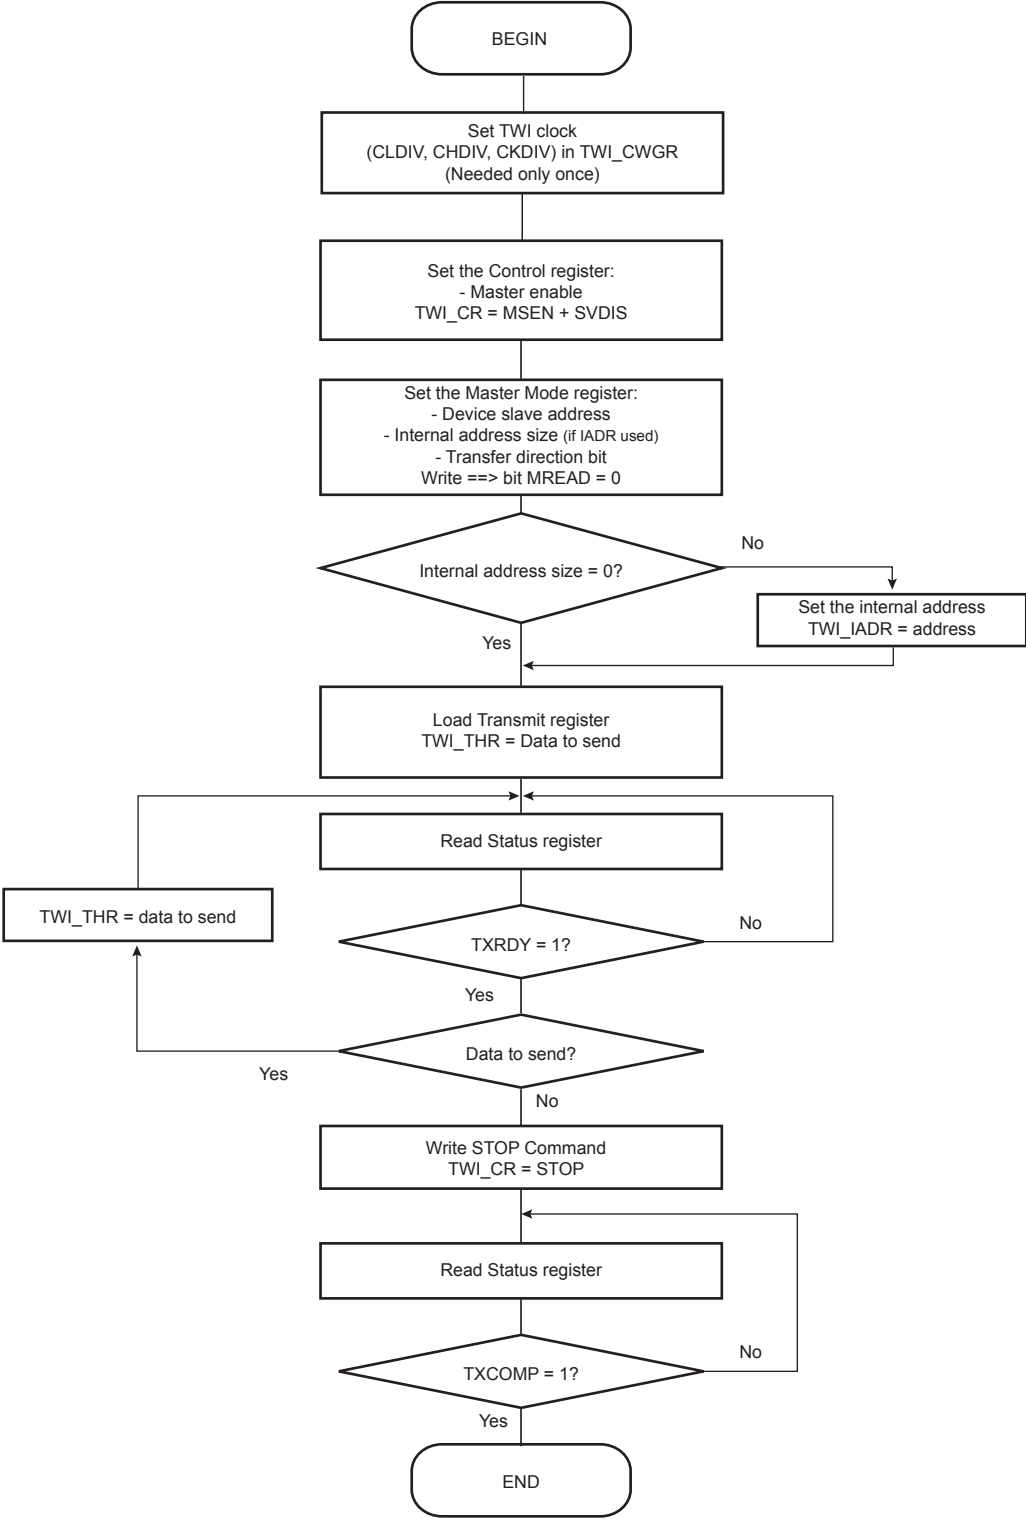 BEGIN
Set TWI clock
(CLDIV, CHDIV, CKDIV) in TWI_CWGR
(Needed only once)
Set the Control register:
- Master enable
TWI_CR = MSEN + SVDIS
Set the Master Mode register:
- Device slave address
- Internal address size (if IADR used)
- Transfer direction bit
Write ==> bit MREAD = 0
No
Internal address size = 0?
Set the internal address
TWI_IADR = address
Yes
Load Transmit register
TWI_THR = Data to send
Read Status register
TWI_THR = data to send
No
TXRDY = 1?
Yes
Data to send?
Yes
No
Write STOP Command
TWI_CR = STOP
Read Status register
No
TXCOMP = 1?
Yes
END